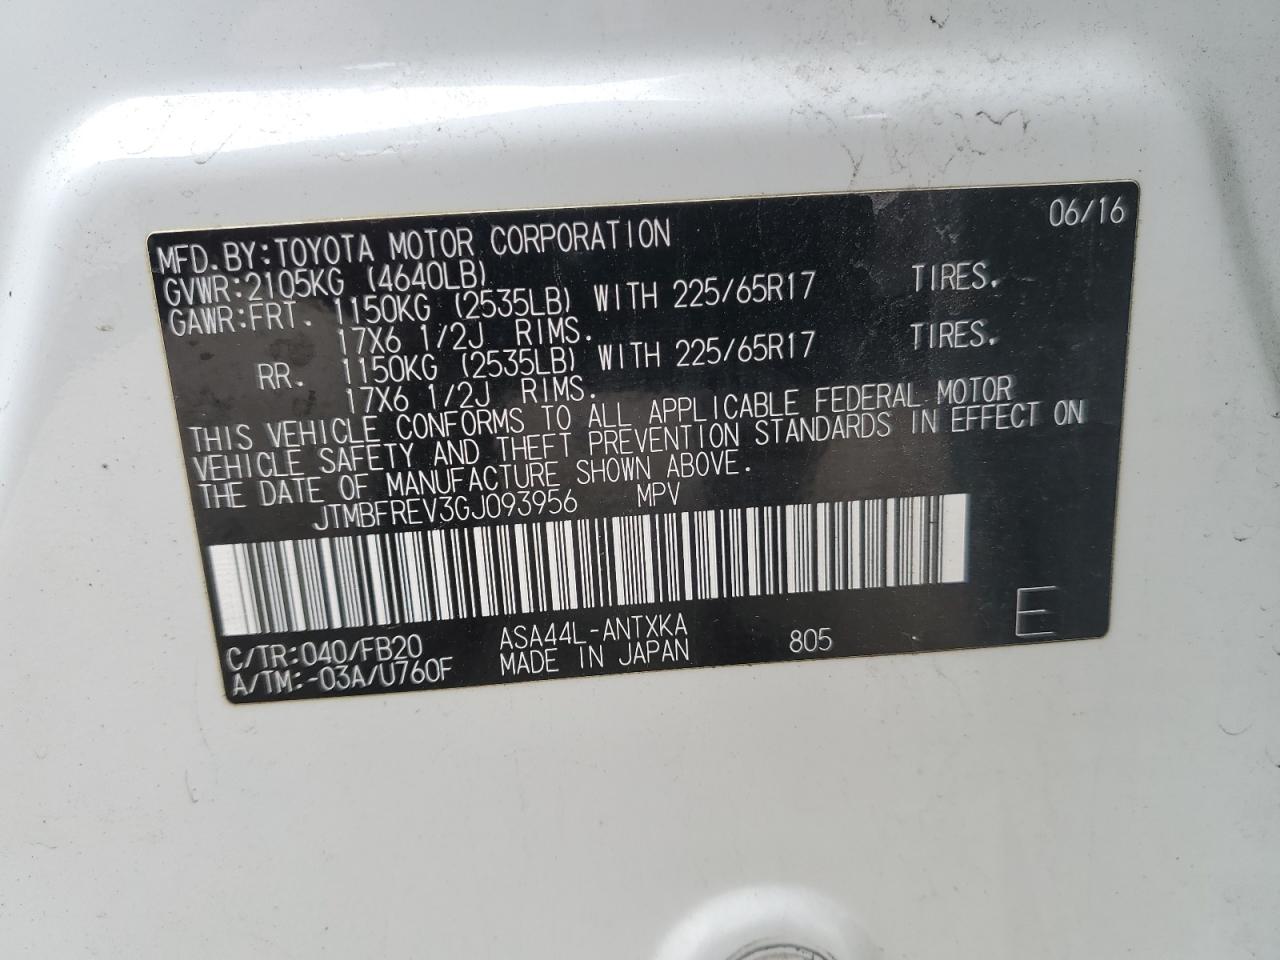 06/16
MFD.BY:TOYOTA MOTOR CORPORATION
GVWR:2105KG (4640LB)
GAWR:FRT. 1150KG (2535LB) WITH 225/65R17 TIRES.
17X6 1/2J RIMS.
RR. 1150KG (2535LB) WITH 225/65R17 TIRES.
17X6 1/2J RIMS.
THIS VEHICLE CONFORMS TO ALL APPLICABLE FEDERAL MOTOR
VEHICLE SAFETY AND THEFT PREVENTION STANDARDS IN EFFECT ON
THE DATE OF MANUFACTURE SHOWN ABOVE.
JTMBFREV3GJ093956 MPV
C/TR:040/FB20 ASA44L-ANTXKA
A/TM:-03A/U760F MADE IN JAPAN 805 E